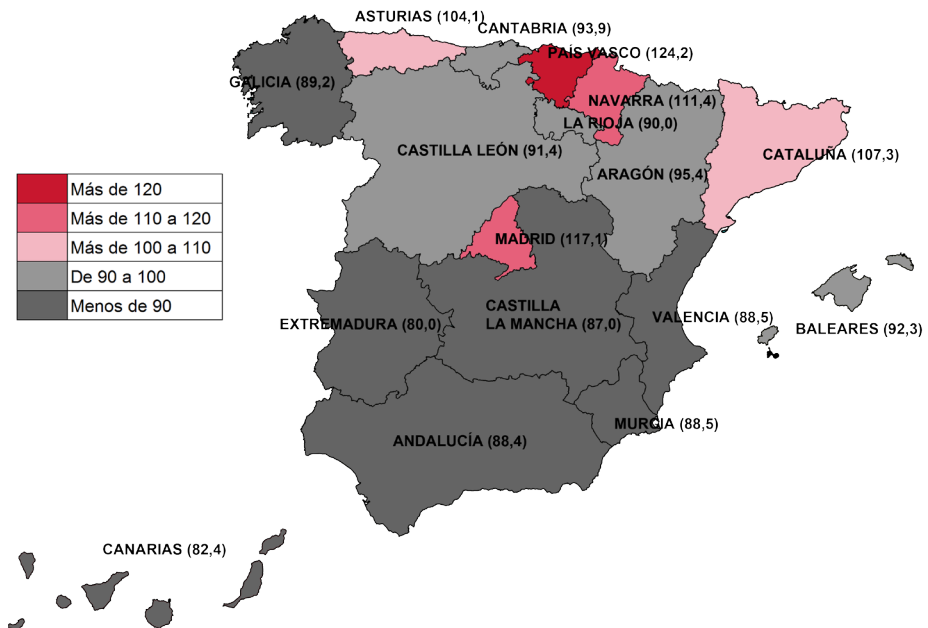 ASTURIAS (104,1)
CANTABRIA (93,9)
PAÍS VASCO (124,2)
GALICIA (89,2)
NAVARRA (111,4)
LA RIOJA (90,0)
CASTILLA LEÓN (91,4)
CATALUÑA (107,3)
ARAGÓN (95,4)
Más de 120
Más de 110 a 120
Más de 100 a 110
De 90 a 100
Menos de 90
MADRID (117,1)
CASTILLA
LA MANCHA (87,0)
EXTREMADURA (80,0)
VALENCIA (88,5)
BALEARES (92,3)
MURCIA (88,5)
ANDALUCÍA (88,4)
CANARIAS (82,4)